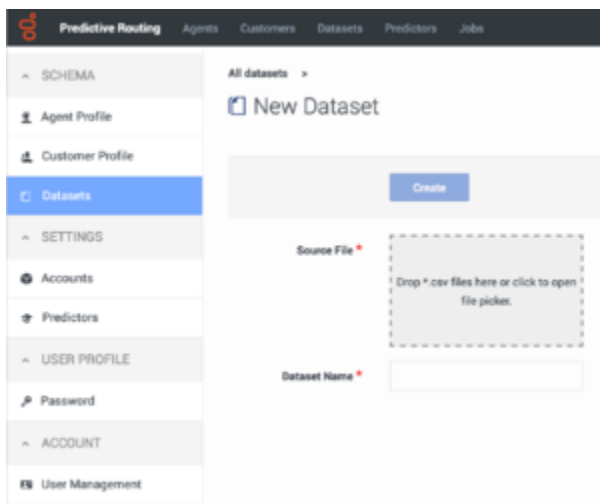 Predictive Routing Agents Customers Datasets Predictors Jobs
SCHEMA
Agent Profile
Customer Profile
Datasets
SETTINGS
Accounts
Predictors
USER PROFILE
Password
ACCOUNT
User Management
All datasets >
New Dataset
Create
Source File *
Drop *.csv files here or click to open
file picker.
Dataset Name *